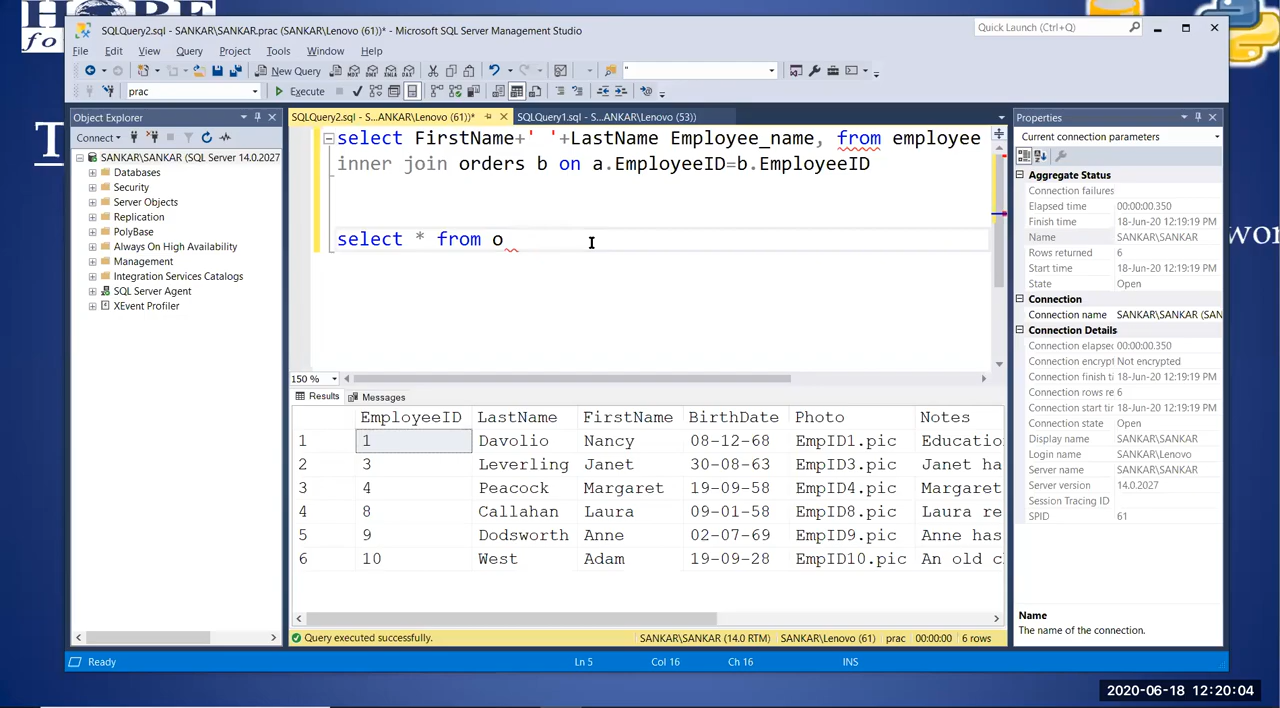 HOPE
SQLQuery2.sql - SANKAR\SANKAR.prac (SANKAR\Lenovo (61))* - Microsoft SQL Server Management Studio
Quick Launch (Ctrl+Q)
File Edit View Query Project Tools Window Help
New Query
prac
Execute
Object Explorer
Connect
SANKAR\SANKAR (SQL Server 14.0.2027
Databases
Security
Server Objects
Replication
PolyBase
Always On High Availability
Management
Integration Services Catalogs
SQL Server Agent
XEvent Profiler
SQLQuery2.sql - S...ANKAR\Lenovo (61))* SQLQuery1.sql - S...ANKAR\Lenovo (53))
select FirstName+' '+LastName Employee_name, from employee
inner join orders b on a.EmployeeID=b.EmployeeID
select * from o
150 %
Results Messages
EmployeeID LastName FirstName BirthDate Photo Notes
1 1 Davolio Nancy 08-12-68 EmpID1.pic Educatio
2 3 Leverling Janet 30-08-63 EmpID3.pic Janet ha
3 4 Peacock Margaret 19-09-58 EmpID4.pic Margaret
4 8 Callahan Laura 09-01-58 EmpID8.pic Laura re
5 9 Dodsworth Anne 02-07-69 EmpID9.pic Anne has
6 10 West Adam 19-09-28 EmpID10.pic An old c
Query executed successfully. SANKAR\SANKAR (14.0 RTM) SANKAR\Lenovo (61) prac 00:00:00 6 rows
Properties
Current connection parameters
Aggregate Status
Connection failures
Elapsed time 00:00:00.350
Finish time 18-Jun-20 12:19:19 PM
Name SANKAR\SANKAR
Rows returned 6
Start time 18-Jun-20 12:19:19 PM
State Open
Connection
Connection name SANKAR\SANKAR (SAN
Connection Details
Connection elapsed 00:00:00.350
Connection encrypt Not encrypted
Connection finish ti 18-Jun-20 12:19:19 PM
Connection rows re 6
Connection start tir 18-Jun-20 12:19:19 PM
Connection state Open
Display name SANKAR\SANKAR
Login name SANKAR\Lenovo
Server name SANKAR\SANKAR
Server version 14.0.2027
Session Tracing ID
SPID 61
Name
The name of the connection.
Ready Ln 5 Col 16 Ch 16 INS
2020-06-18 12:20:04